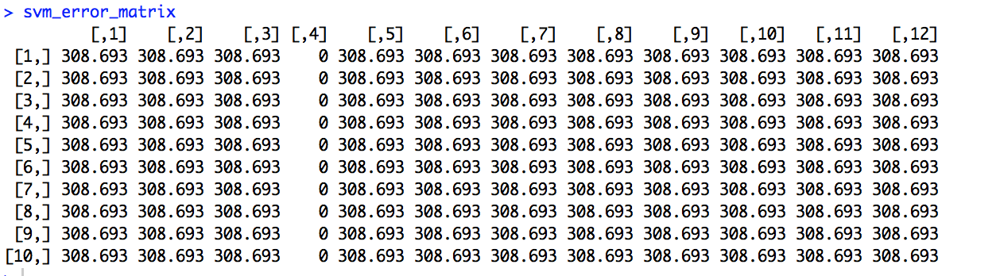 > svm_error_matrix
[,1] [,2] [,3] [,4] [,5] [,6] [,7] [,8] [,9] [,10] [,11] [,12]
[1,] 308.693 308.693 308.693 0 308.693 308.693 308.693 308.693 308.693 308.693 308.693 308.693
[2,] 308.693 308.693 308.693 0 308.693 308.693 308.693 308.693 308.693 308.693 308.693 308.693
[3,] 308.693 308.693 308.693 0 308.693 308.693 308.693 308.693 308.693 308.693 308.693 308.693
[4,] 308.693 308.693 308.693 0 308.693 308.693 308.693 308.693 308.693 308.693 308.693 308.693
[5,] 308.693 308.693 308.693 0 308.693 308.693 308.693 308.693 308.693 308.693 308.693 308.693
[6,] 308.693 308.693 308.693 0 308.693 308.693 308.693 308.693 308.693 308.693 308.693 308.693
[7,] 308.693 308.693 308.693 0 308.693 308.693 308.693 308.693 308.693 308.693 308.693 308.693
[8,] 308.693 308.693 308.693 0 308.693 308.693 308.693 308.693 308.693 308.693 308.693 308.693
[9,] 308.693 308.693 308.693 0 308.693 308.693 308.693 308.693 308.693 308.693 308.693 308.693
[10,] 308.693 308.693 308.693 0 308.693 308.693 308.693 308.693 308.693 308.693 308.693 308.693